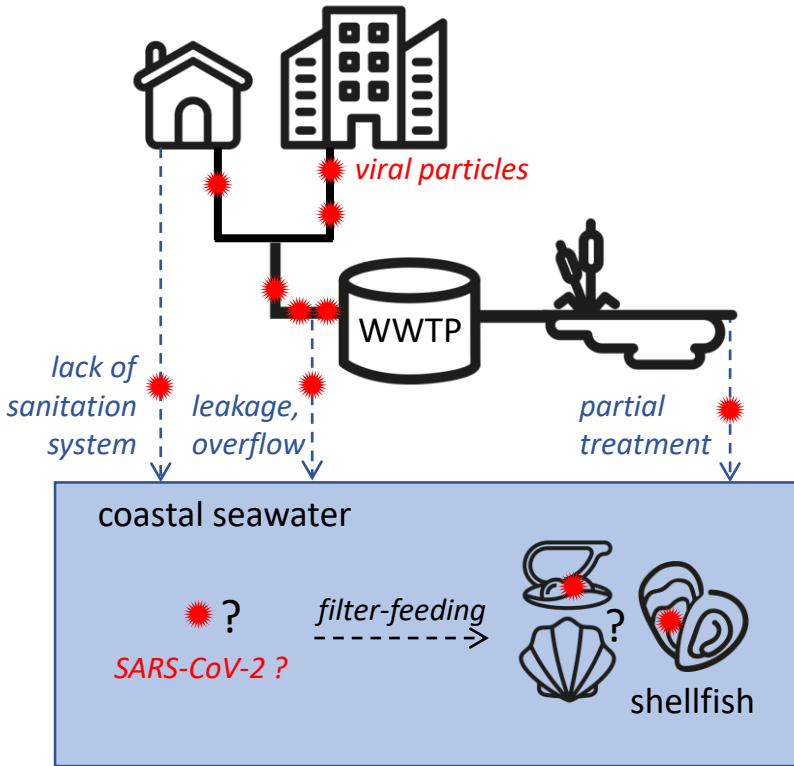 viral particles
WWTP
lack of
sanitation
system
leakage,
overflow
partial
treatment
coastal seawater
?
SARS-CoV-2 ?
filter-feeding
?
shellfish